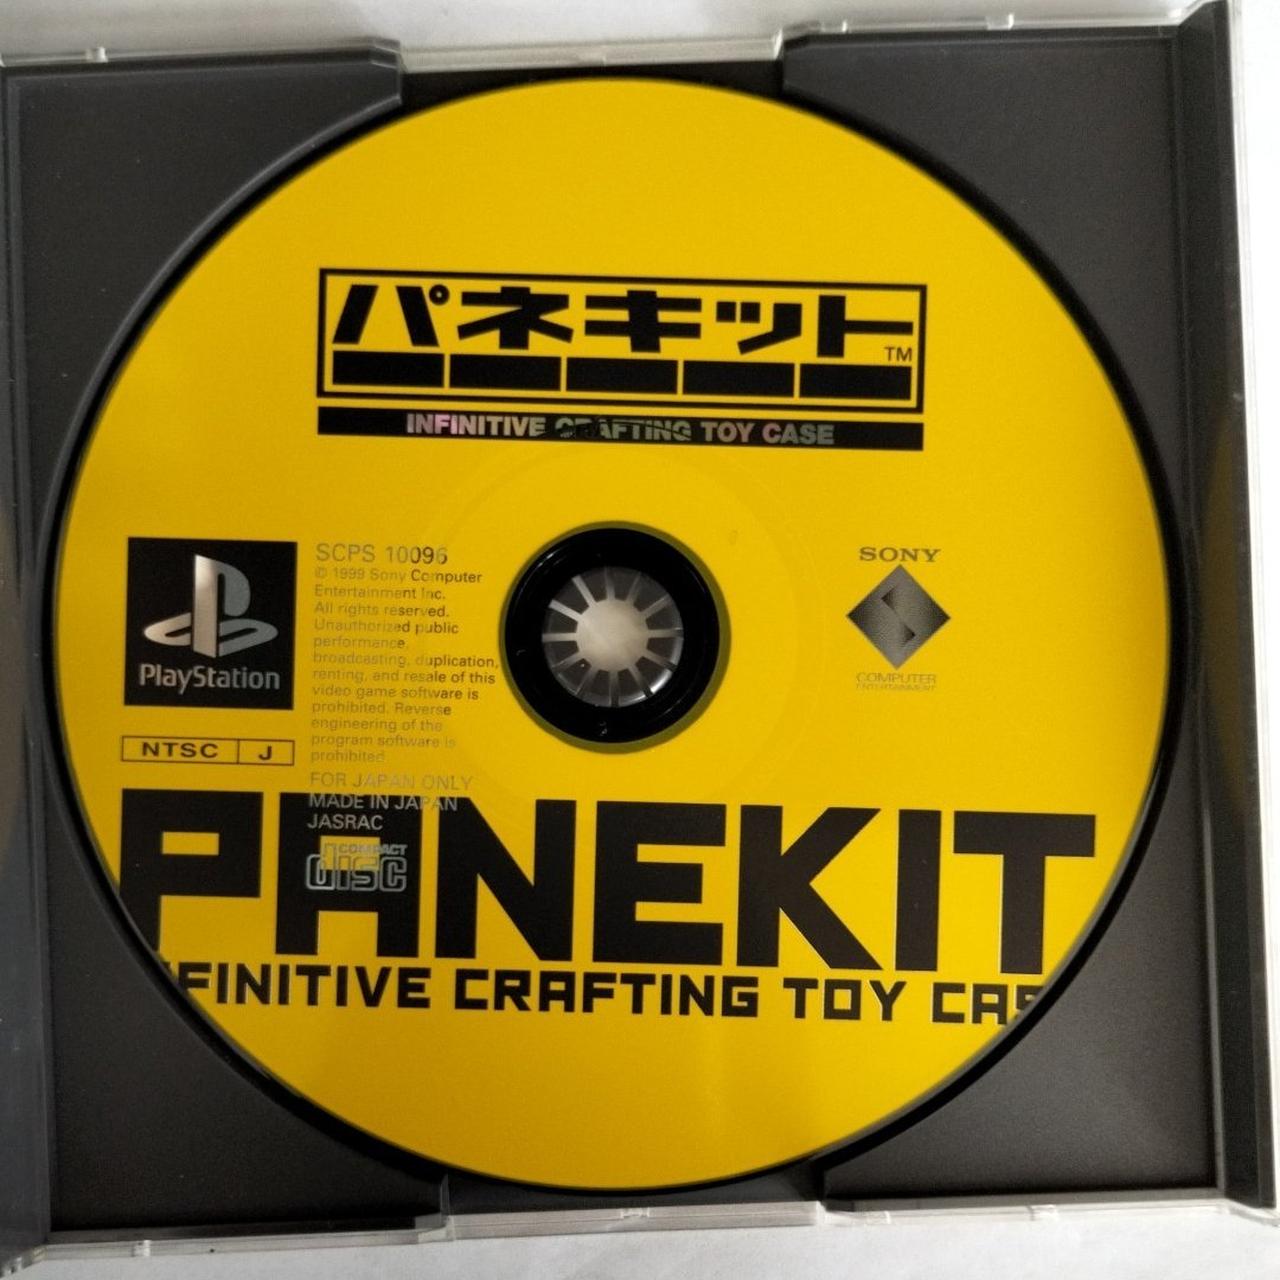 パネキット
TM
INFINITIVE CRAFTING TOY CASE
PlayStation
NTSC J
SCPS 10096
© 1999 Sony Computer
Entertainment Inc.
All rights reserved.
Unauthorized public
performance,
broadcasting, duplication,
renting, and resale of this
video game software is
prohibited. Reverse
engineering of the
program software is
prohibited.
FOR JAPAN ONLY
MADE IN JAPAN
JASRAC
COMPACT
disc
SONY
COMPUTER
ENTERTAINMENT
PANEKIT
FINITIVE CRAFTING TOY CAS